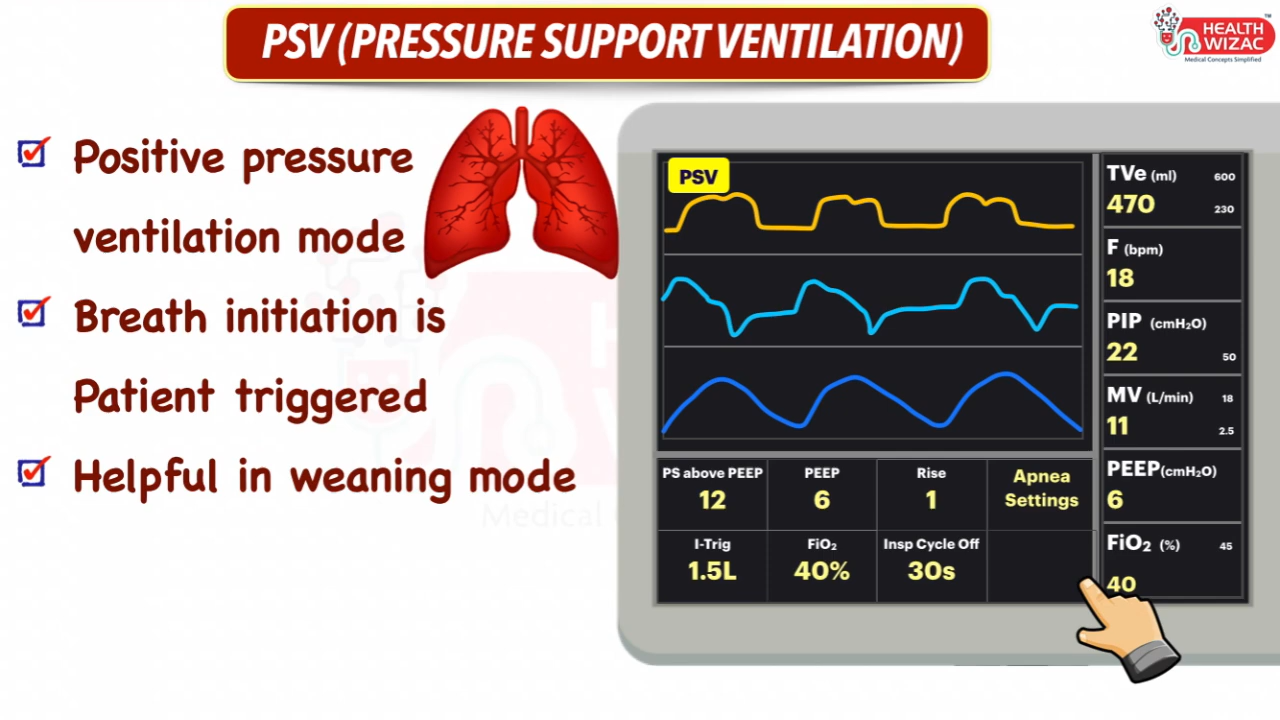 PSV (PRESSURE SUPPORT VENTILATION)
HEALTH
WIZAC
TM
Medical Concepts Simplified
Positive pressure
ventilation mode
Breath initiation is
Patient triggered
Helpful in weaning mode
PSV
TVe (ml) 600
470 230
F (bpm)
18
PIP (cmH₂O)
22 50
MV (L/min) 18
11 2.5
PEEP(cmH₂O)
6
FiO₂ (%) 45
40
PS above PEEP PEEP Rise Apnea
12 6 1 Settings
I-Trig FiO₂ Insp Cycle Off
1.5L 40% 30s
Medical